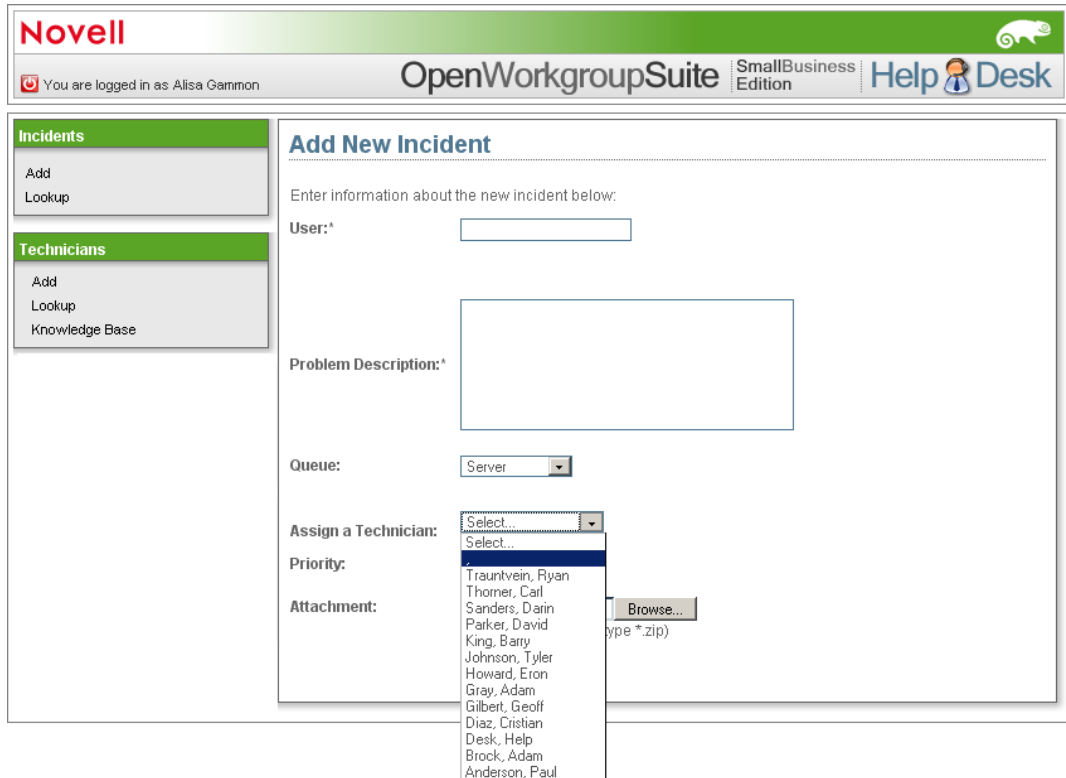 Novell
You are logged in as Alisa Gammon
OpenWorkgroupSuite SmallBusiness Edition Help Desk
Incidents
Add
Lookup
Technicians
Add
Lookup
Knowledge Base
Add New Incident
Enter information about the new incident below:
User:*
Problem Description:*
Queue: Server
Assign a Technician: Select...
Select...
,
Priority:
Trauntvein, Ryan
Thorner, Carl
Attachment: Browse...
Sanders, Darin
Parker, David
type *.zip)
King, Barry
Johnson, Tyler
Howard, Eron
Gray, Adam
Gilbert, Geoff
Diaz, Cristian
Desk, Help
Brock, Adam
Anderson, Paul